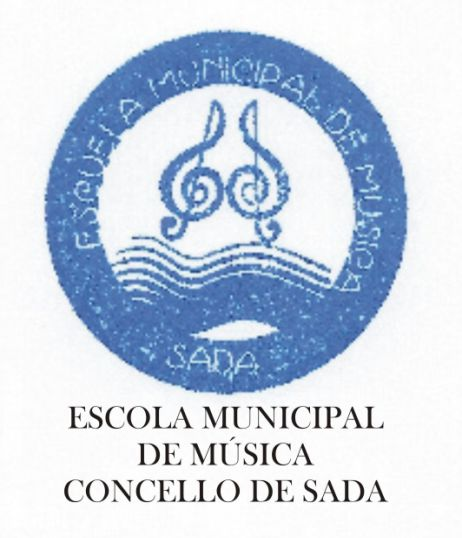 ESCUELA MUNICIPAL DE MUSICA
SADA
ESCOLA MUNICIPAL
DE MÚSICA
CONCELLO DE SADA